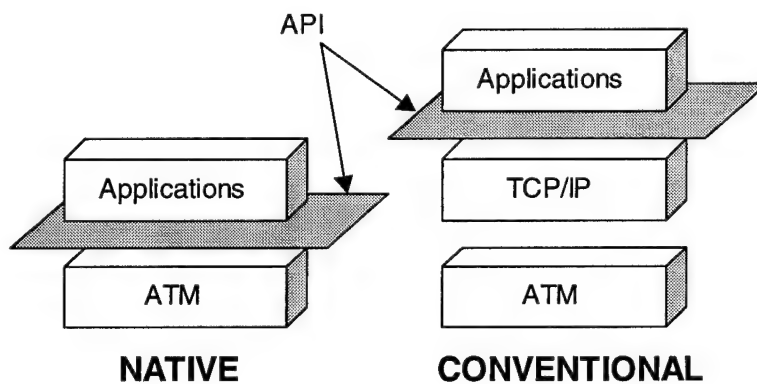 API
Applications
Applications
TCP/IP
ATM
ATM
NATIVE
CONVENTIONAL